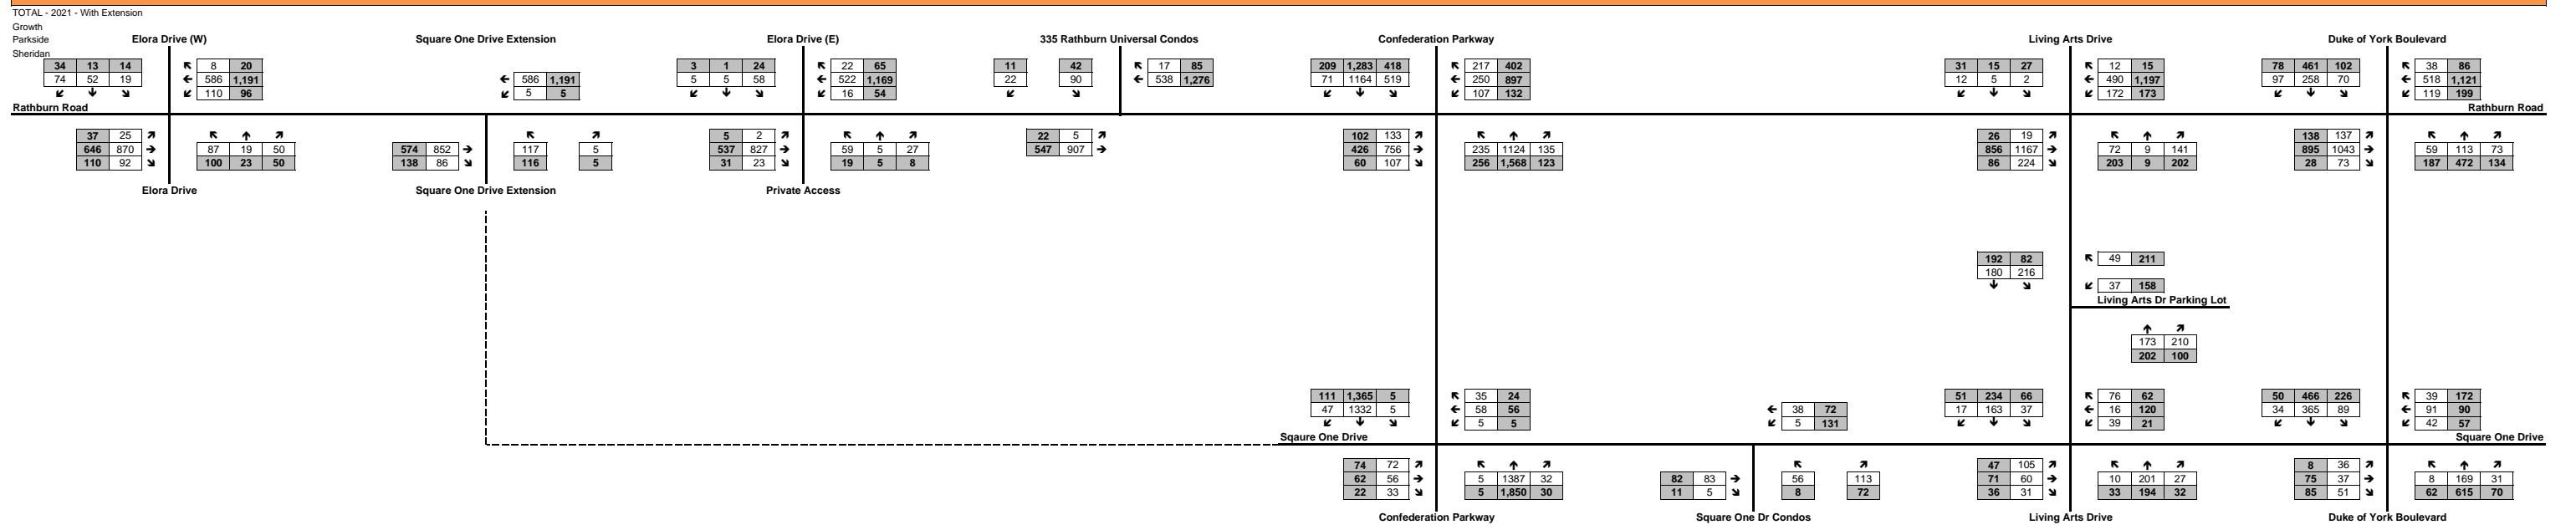 TOTAL - 2021 - With Extension
Growth
Parkside
Sheridan
Elora Drive (W) Square One Drive Extension Elora Drive (E) 335 Rathburn Universal Condos Confederation Parkway Living Arts Drive Duke of York Boulevard
34 13 14 ↖ 8 20 3 1 24 ↖ 22 65 11 42 ↖ 17 85 209 1,283 418 ↖ 217 402 31 15 27 ↖ 12 15 78 461 102 ↖ 38 86
74 52 19 ← 586 1,191 ← 586 1,191 5 5 58 ← 522 1,169 22 90 ← 538 1,276 71 1164 519 ← 250 897 12 5 2 ← 490 1,197 97 258 70 ← 518 1,121
↙ ↓ ↘ ↙ 110 96 ↙ 5 5 ↙ ↓ ↘ ↙ 16 54 ↙ ↘ ↙ ↓ ↘ ↙ 107 132 ↙ ↓ ↘ ↙ 172 173 ↙ ↓ ↘ ↙ 119 199
Rathburn Road Rathburn Road
37 25 ↗ ↖ ↑ ↗ ↖ ↗ 5 2 ↗ ↖ ↑ ↗ 22 5 ↗ 102 133 ↗ ↖ ↑ ↗ 26 19 ↗ ↖ ↑ ↗ 138 137 ↗ ↖ ↑ ↗
646 870 → 87 19 50 574 852 → 117 5 537 827 → 59 5 27 547 907 → 426 756 → 235 1124 135 856 1167 → 72 9 141 895 1043 → 59 113 73
110 92 ↘ 100 23 50 138 86 ↘ 116 5 31 23 ↘ 19 5 8 60 107 ↘ 256 1,568 123 86 224 ↘ 203 9 202 28 73 ↘ 187 472 134
Elora Drive Square One Drive Extension Private Access
192 82 ↖ 49 211
180 216
↓ ↘ ↙ 37 158
Living Arts Dr Parking Lot
↑ ↗
173 210
202 100
111 1,365 5 ↖ 35 24 51 234 66 ↖ 76 62 50 466 226 ↖ 39 172
47 1332 5 ← 58 56 ← 38 72 17 163 37 ← 16 120 34 365 89 ← 91 90
↙ ↓ ↘ ↙ 5 5 ↙ 5 131 ↙ ↓ ↘ ↙ 39 21 ↙ ↓ ↘ ↙ 42 57
Sqaure One Drive Square One Drive
74 72 ↗ ↖ ↑ ↗ ↖ ↗ 47 105 ↗ ↖ ↑ ↗ 8 36 ↗ ↖ ↑ ↗
62 56 → 5 1387 32 82 83 → 56 113 71 60 → 10 201 27 75 37 → 8 169 31
22 33 ↘ 5 1,850 30 11 5 ↘ 8 72 36 31 ↘ 33 194 32 85 51 ↘ 62 615 70
Confederation Parkway Square One Dr Condos Living Arts Drive Duke of York Boulevard